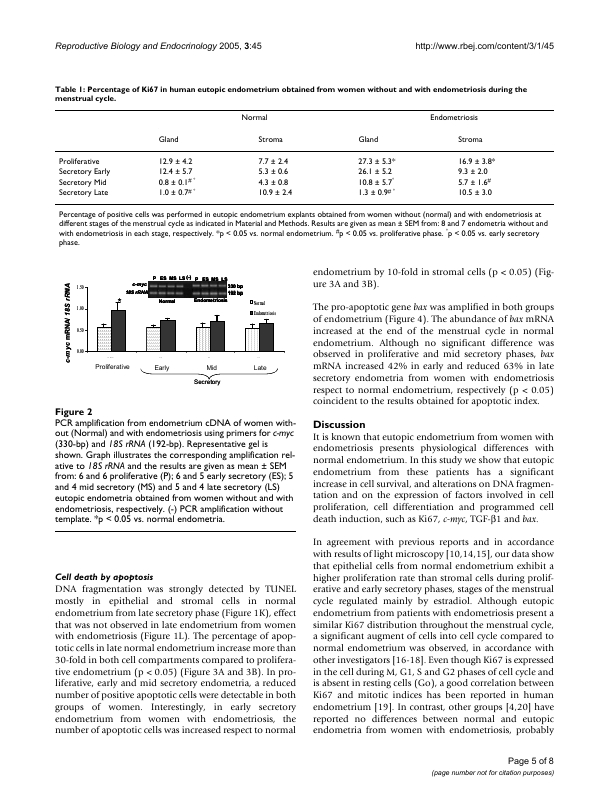 Reproductive Biology and Endocrinology 2005, 3:45
http://www.rbej.com/content/3/1/45
Table 1: Percentage of Ki67 in human eutopic endometrium obtained from women without and with endometriosis during the
menstrual cycle.
Normal Endometriosis
Gland Stroma Gland Stroma
Proliferative 12.9 ± 4.2 7.7 ± 2.4 27.3 ± 5.3* 16.9 ± 3.8*
Secretory Early 12.4 ± 5.7 5.3 ± 0.6 26.1 ± 5.2 9.3 ± 2.0
Secretory Mid 0.8 ± 0.1#^ 4.3 ± 0.8 10.8 ± 5.7^ 5.7 ± 1.6#
Secretory Late 1.0 ± 0.7#^ 10.9 ± 2.4 1.3 ± 0.9#^ 10.5 ± 3.0
Percentage of positive cells was performed in eutopic endometrium explants obtained from women without (normal) and with endometriosis at
different stages of the menstrual cycle as indicated in Material and Methods. Results are given as mean ± SEM from: 8 and 7 endometria without and
with endometriosis in each stage, respectively. *p < 0.05 vs. normal endometrium. #p < 0.05 vs. proliferative phase. ^p < 0.05 vs. early secretory
phase.
c-myc
18S rRNA
P ES MS LS (-) P ES MS LS
330 bp
192 bp
Normal Endometriosis
c-myc mRNA/ 18S rRNA
1.50
1.00
0.50
0.00
*
Normal
Endometriosis
Proliferative Early Mid Late
Secretory
Figure 2
PCR amplification from endometrium cDNA of women with-
out (Normal) and with endometriosis using primers for c-myc
(330-bp) and 18S rRNA (192-bp). Representative gel is
shown. Graph illustrates the corresponding amplification rel-
ative to 18S rRNA and the results are given as mean ± SEM
from: 6 and 6 proliferative (P); 6 and 5 early secretory (ES); 5
and 4 mid secretory (MS) and 5 and 4 late secretory (LS)
eutopic endometria obtained from women without and with
endometriosis, respectively. (-) PCR amplification without
template. *p < 0.05 vs. normal endometria.
Cell death by apoptosis
DNA fragmentation was strongly detected by TUNEL
mostly in epithelial and stromal cells in normal
endometrium from late secretory phase (Figure 1K), effect
that was not observed in late endometrium from women
with endometriosis (Figure 1L). The percentage of apop-
totic cells in late normal endometrium increase more than
30-fold in both cell compartments compared to prolifera-
tive endometrium (p < 0.05) (Figure 3A and 3B). In pro-
liferative, early and mid secretory endometria, a reduced
number of positive apoptotic cells were detectable in both
groups of women. Interestingly, in early secretory
endometrium from women with endometriosis, the
number of apoptotic cells was increased respect to normal
endometrium by 10-fold in stromal cells (p < 0.05) (Fig-
ure 3A and 3B).
The pro-apoptotic gene bax was amplified in both groups
of endometrium (Figure 4). The abundance of bax mRNA
increased at the end of the menstrual cycle in normal
endometrium. Although no significant difference was
observed in proliferative and mid secretory phases, bax
mRNA increased 42% in early and reduced 63% in late
secretory endometria from women with endometriosis
respect to normal endometrium, respectively (p < 0.05)
coincident to the results obtained for apoptotic index.
Discussion
It is known that eutopic endometrium from women with
endometriosis presents physiological differences with
normal endometrium. In this study we show that eutopic
endometrium from these patients has a significant
increase in cell survival, and alterations on DNA fragmen-
tation and on the expression of factors involved in cell
proliferation, cell differentiation and programmed cell
death induction, such as Ki67, c-myc, TGF-β1 and bax.
In agreement with previous reports and in accordance
with results of light microscopy [10,14,15], our data show
that epithelial cells from normal endometrium exhibit a
higher proliferation rate than stromal cells during prolif-
erative and early secretory phases, stages of the menstrual
cycle regulated mainly by estradiol. Although eutopic
endometrium from patients with endometriosis present a
similar Ki67 distribution throughout the menstrual cycle,
a significant augment of cells into cell cycle compared to
normal endometrium was observed, in accordance with
other investigators [16-18]. Even though Ki67 is expressed
in the cell during M, G1, S and G2 phases of cell cycle and
is absent in resting cells (Go), a good correlation between
Ki67 and mitotic indices has been reported in human
endometrium [19]. In contrast, other groups [4,20] have
reported no differences between normal and eutopic
endometria from women with endometriosis, probably
Page 5 of 8
(page number not for citation purposes)